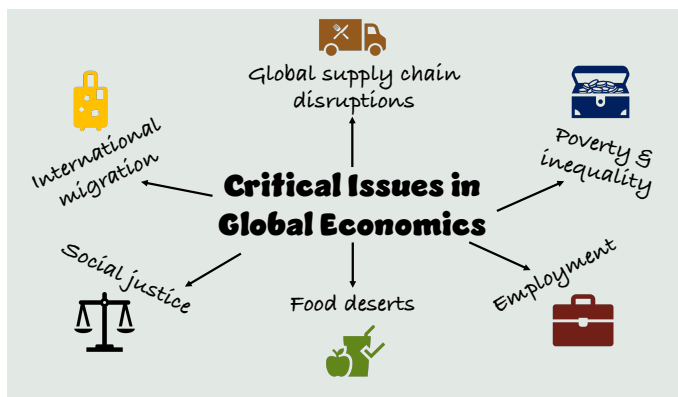 Global supply chain
disruptions
International
migration
Poverty &
inequality
Critical Issues in
Global Economics
Social justice
Food deserts
Employment